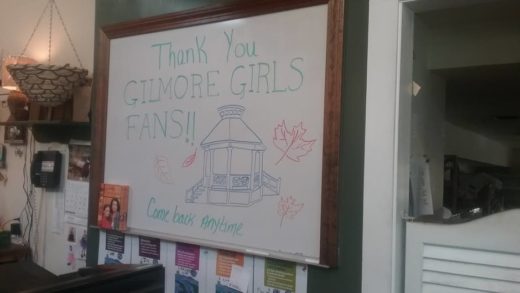 Thank You
GILMORE GIRLS
FANS!!
Come back Anytime